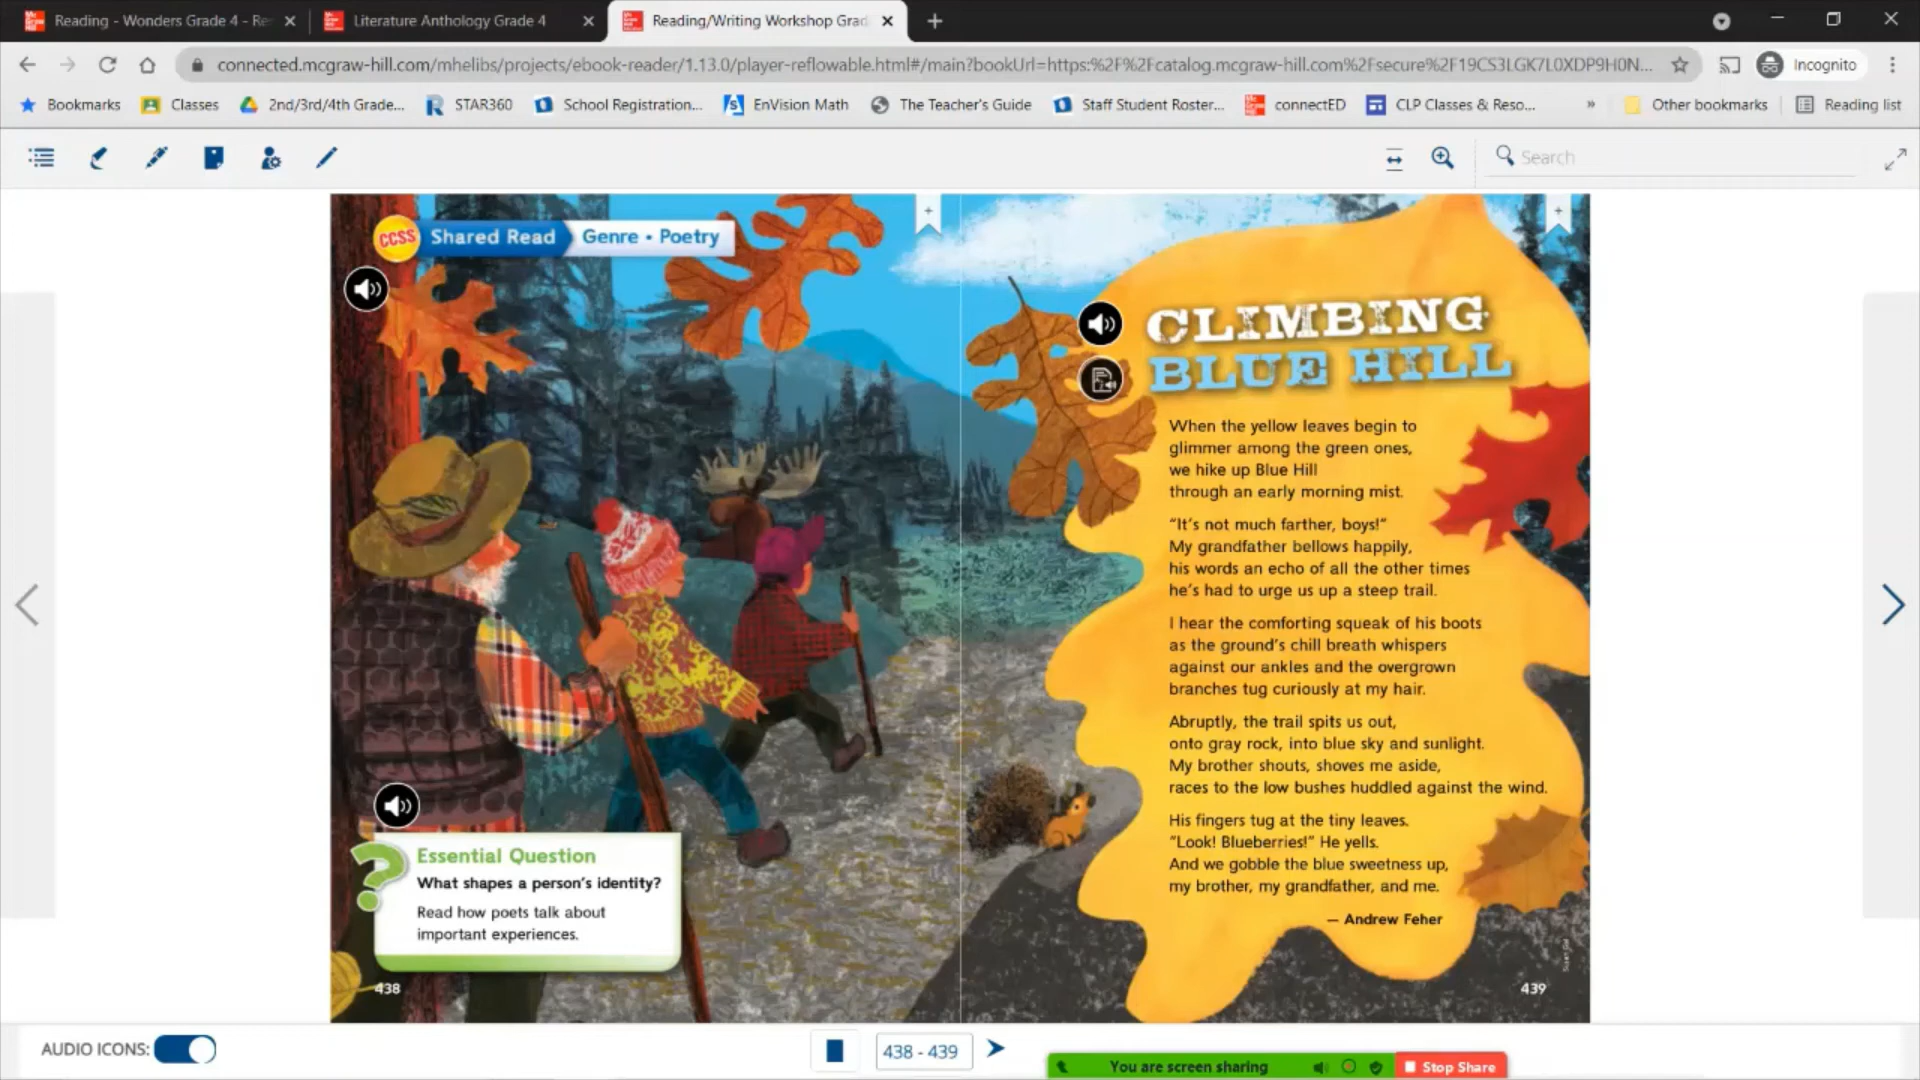 Reading - Wonders Grade 4 - Re
Literature Anthology Grade 4
Reading/Writing Workshop Grad
connected.mcgraw-hill.com/mhelibs/projects/ebook-reader/1.13.0/player-reflowable.html#/main?bookUrl=https:%2F%2Fcatalog.mcgraw-hill.com%2Fsecure%2F19CS3LGK7L0XDP9H0N...
Incognito
Bookmarks
Classes
2nd/3rd/4th Grade...
STAR360
School Registration...
EnVision Math
The Teacher's Guide
Staff Student Roster...
connectED
CLP Classes & Reso...
»
Other bookmarks
Reading list
Search
CCSS Shared Read Genre • Poetry
CLIMBING
BLUE HILL
When the yellow leaves begin to
glimmer among the green ones,
we hike up Blue Hill
through an early morning mist.
"It's not much farther, boys!"
My grandfather bellows happily,
his words an echo of all the other times
he's had to urge us up a steep trail.
I hear the comforting squeak of his boots
as the ground's chill breath whispers
against our ankles and the overgrown
branches tug curiously at my hair.
Abruptly, the trail spits us out,
onto gray rock, into blue sky and sunlight.
My brother shouts, shoves me aside,
races to the low bushes huddled against the wind.
His fingers tug at the tiny leaves.
"Look! Blueberries!" He yells.
And we gobble the blue sweetness up,
my brother, my grandfather, and me.
— Andrew Feher
? Essential Question
What shapes a person's identity?
Read how poets talk about
important experiences.
438
439
AUDIO ICONS:
438 - 439
You are screen sharing
Stop Share